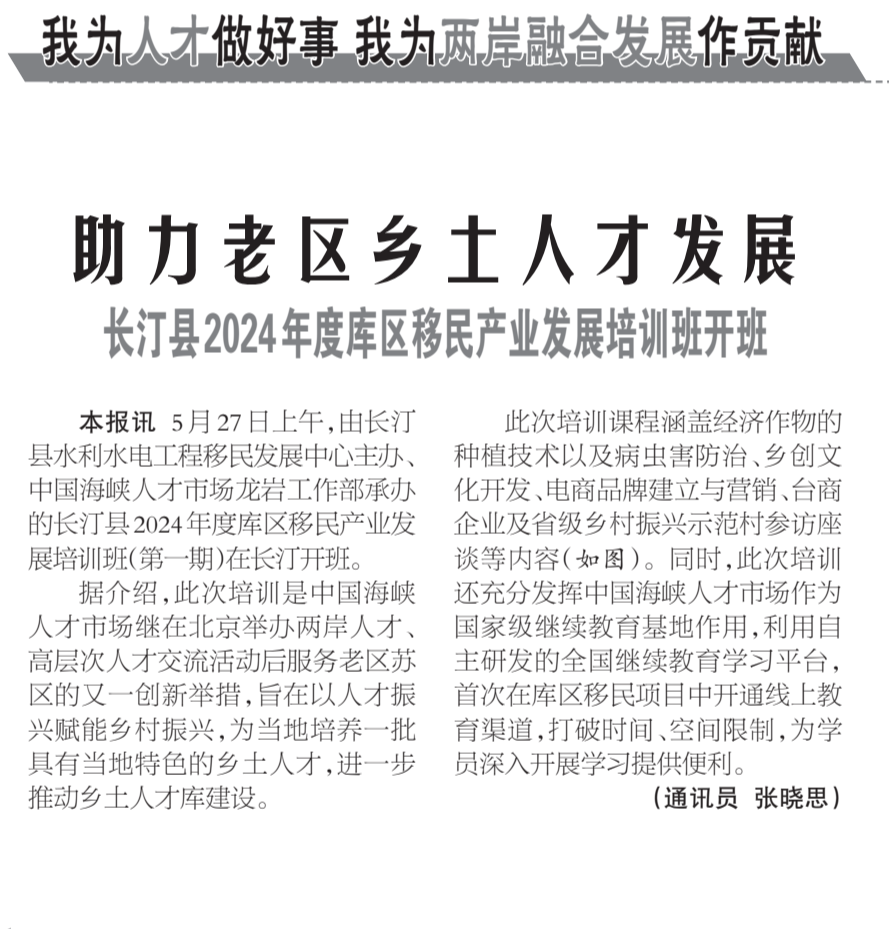 我为人才做好事 我为两岸融合发展作贡献
助力老区乡土人才发展
长汀县2024年度库区移民产业发展培训班开班
本报讯 5月27日上午,由长汀
县水利水电工程移民发展中心主办、
中国海峡人才市场龙岩工作部承办
的长汀县2024年度库区移民产业发
展培训班(第一期)在长汀开班。
据介绍,此次培训是中国海峡
人才市场继在北京举办两岸人才、
高层次人才交流活动后服务老区苏
区的又一创新举措,旨在以人才振
兴赋能乡村振兴,为当地培养一批
具有当地特色的乡土人才,进一步
推动乡土人才库建设。
此次培训课程涵盖经济作物的
种植技术以及病虫害防治、乡创文
化开发、电商品牌建立与营销、台商
企业及省级乡村振兴示范村参访座
谈等内容(如图)。同时,此次培训
还充分发挥中国海峡人才市场作为
国家级继续教育基地作用,利用自
主研发的全国继续教育学习平台,
首次在库区移民项目中开通线上教
育渠道,打破时间、空间限制,为学
员深入开展学习提供便利。
(通讯员 张晓思)